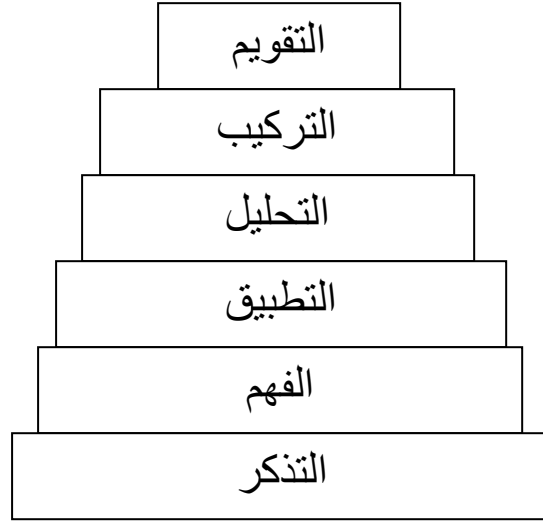 التقويم
التركيب
التحليل
التطبيق
الفهم
التذكر